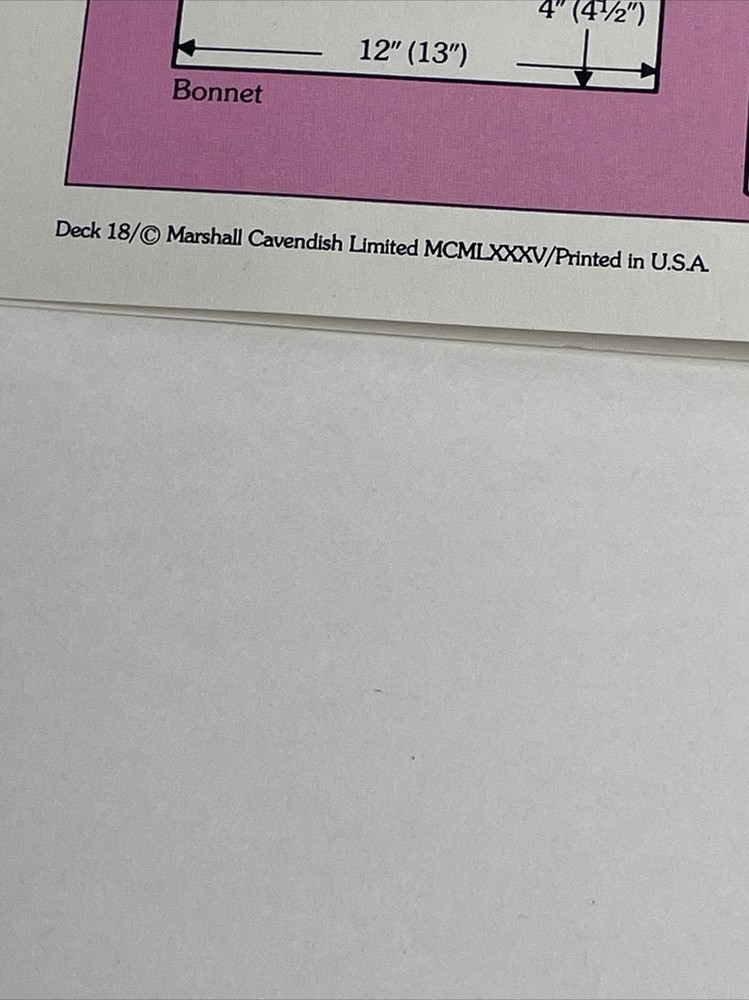 4" (4½")
12" (13")
Bonnet
Deck 18/© Marshall Cavendish Limited MCMLXXXV/Printed in U.S.A.